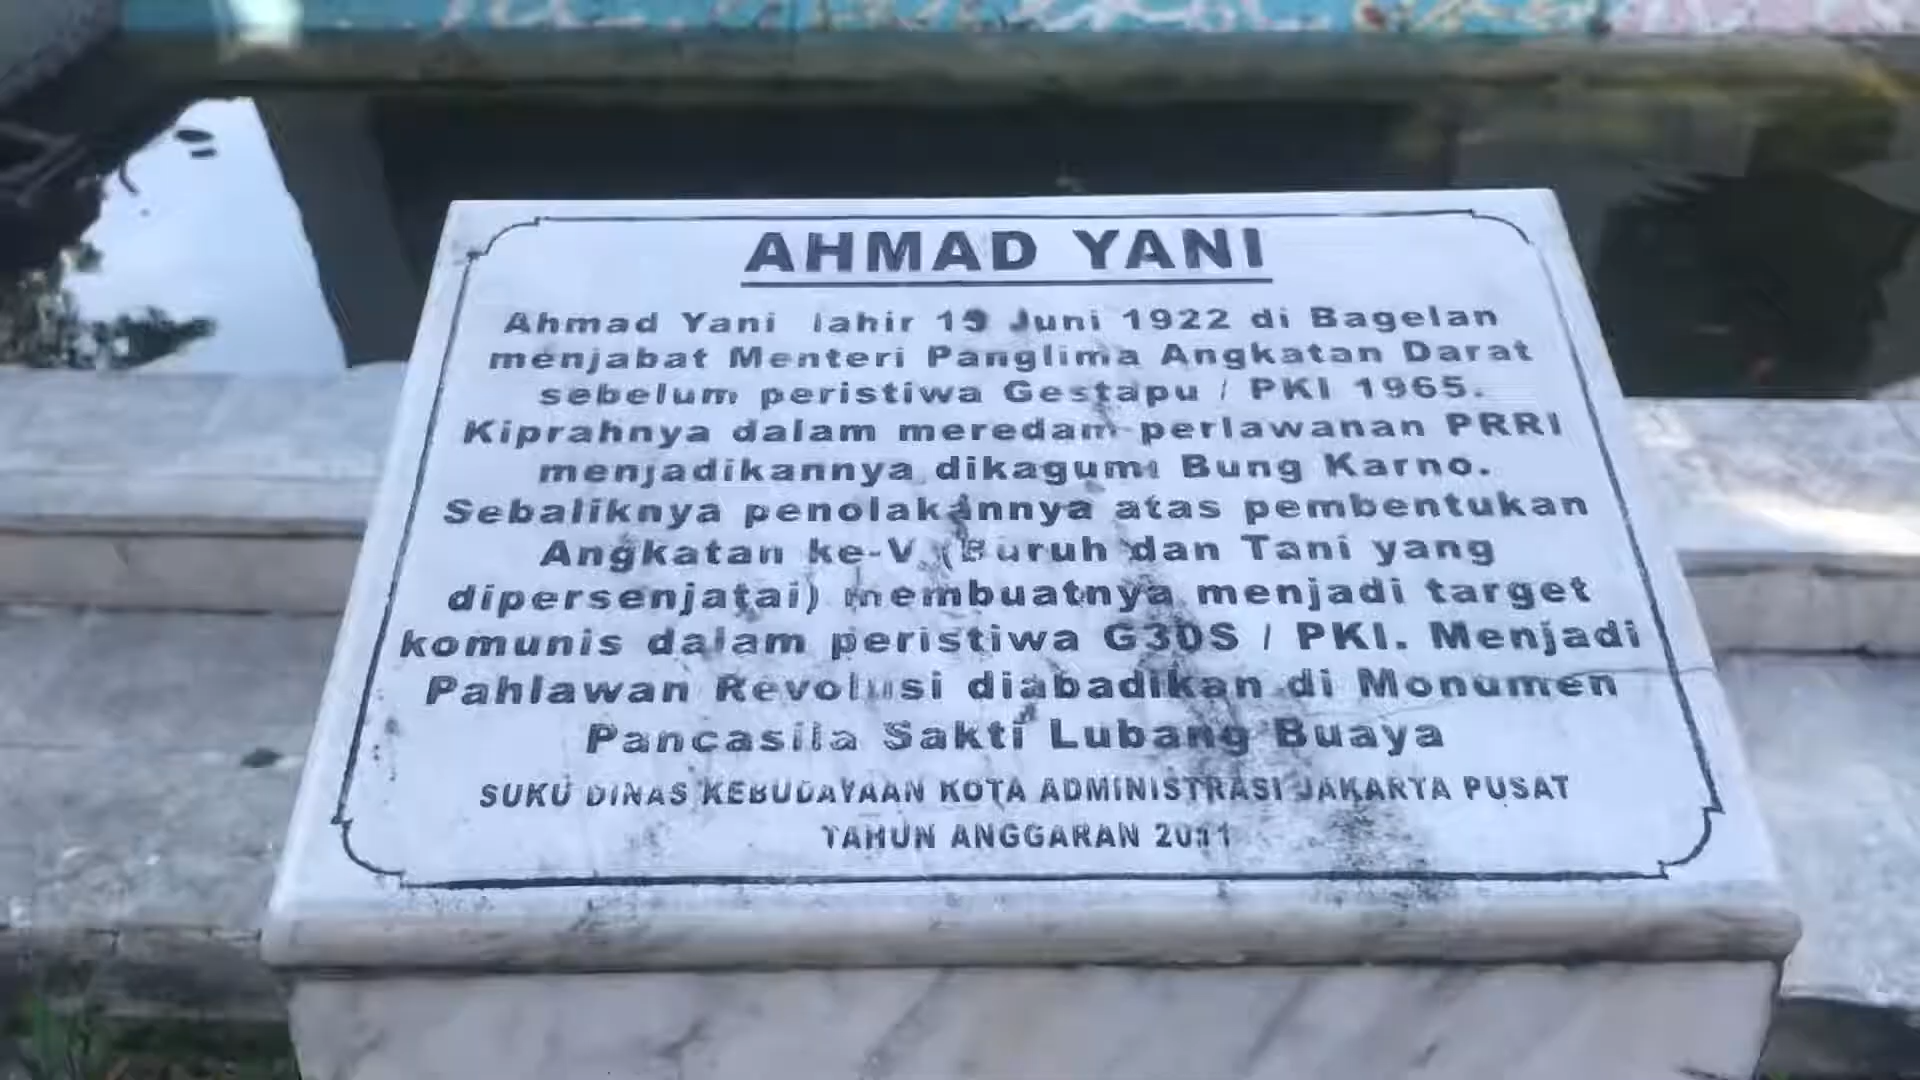 AHMAD YANI
Ahmad Yani lahir 19 Juni 1922 di Bagelan
menjabat Menteri Panglima Angkatan Darat
sebelum peristiwa Gestapu / PKI 1965.
Kiprahnya dalam meredam perlawanan PRRI
menjadikannya dikagumi Bung Karno.
Sebaliknya penolakannya atas pembentukan
Angkatan ke-V (Buruh dan Tani yang
dipersenjatai) membuatnya menjadi target
komunis dalam peristiwa G30S / PKI. Menjadi
Pahlawan Revolusi diabadikan di Monumen
Pancasila Sakti Lubang Buaya
SUKU DINAS KEBUDAYAAN KOTA ADMINISTRASI JAKARTA PUSAT
TAHUN ANGGARAN 2011